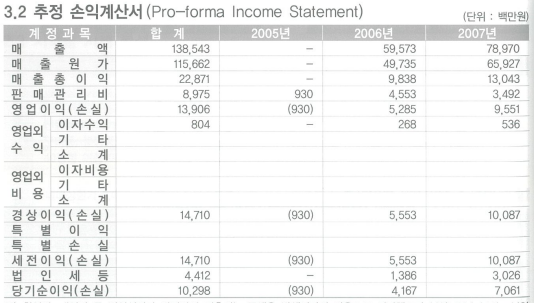 3.2 추정 손익계산서 (Pro-forma Income Statement)
(단위 : 백만원)
계 정 과 목 합 계 2005년 2006년 2007년
매 출 액 138,543 – 59,573 78,970
매 출 원 가 115,662 – 49,735 65,927
매 출 총 이 익 22,871 – 9,838 13,043
판 매 관 리 비 8,975 930 4,553 3,492
영업이익(손실) 13,906 (930) 5,285 9,551
영업외 수 익 이자수익 804 – 268 536
기 타
소 계
영업외 비 용 이자비용
기 타
소 계
경상이익(손실) 14,710 (930) 5,553 10,087
특 별 이 익
특 별 손 실
세전이익(손실) 14,710 (930) 5,553 10,087
법 인 세 등 4,412 – 1,386 3,026
당기순이익(손실) 10,298 (930) 4,167 7,061